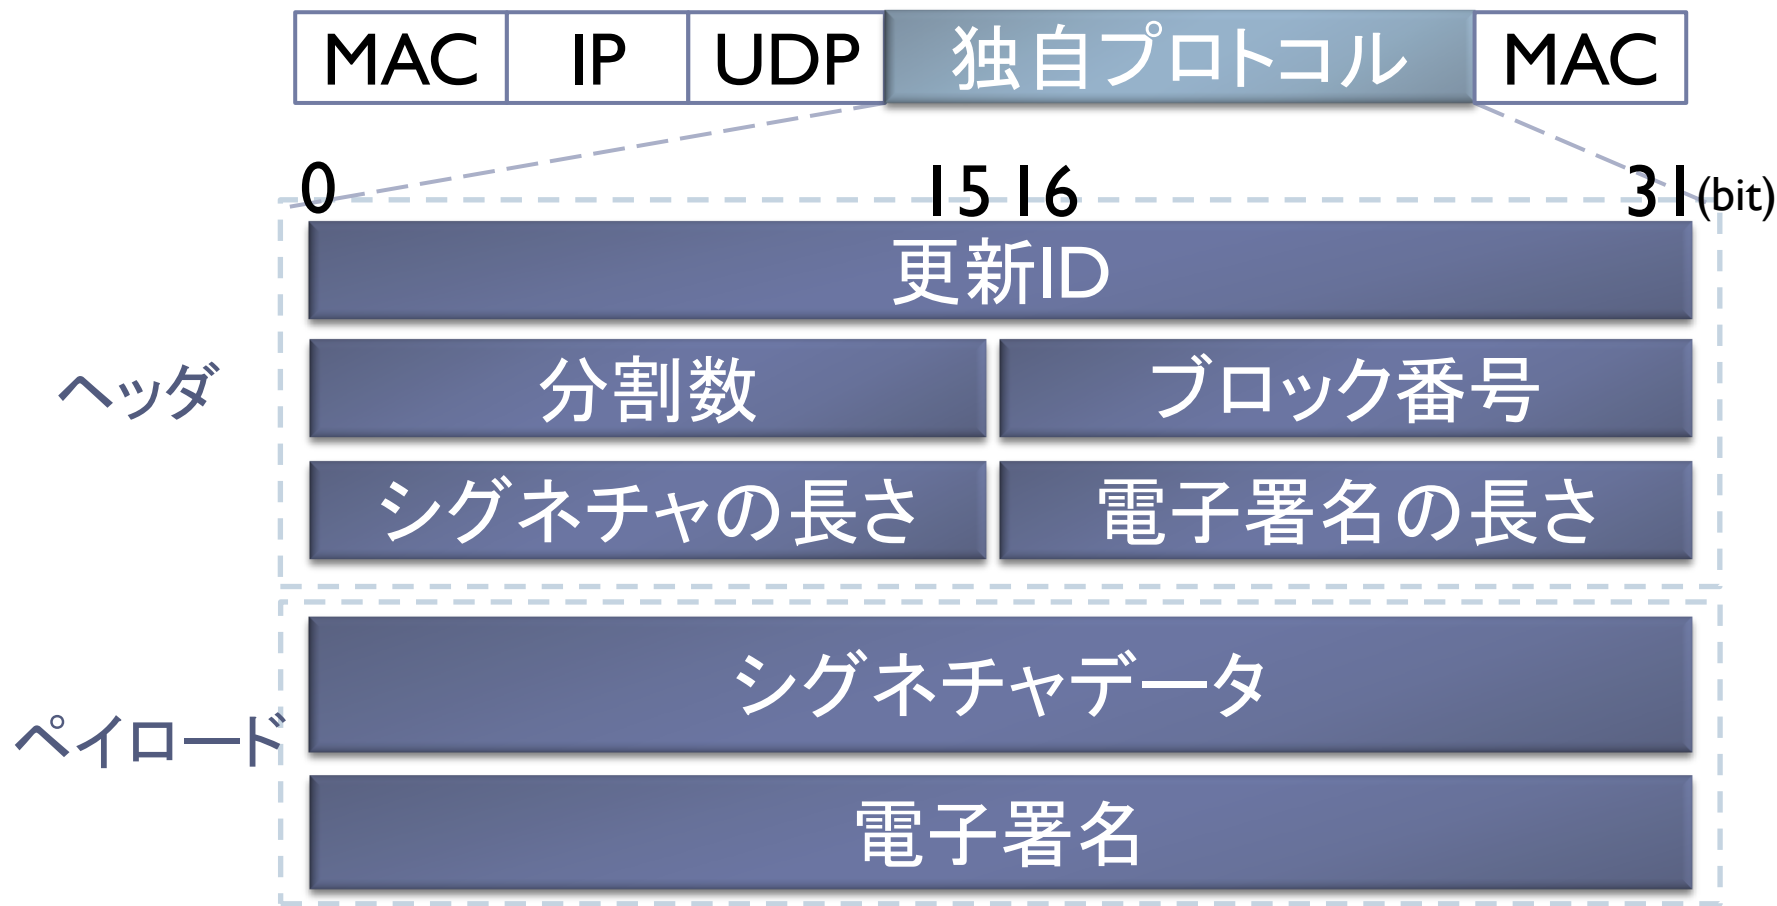 MAC IP UDP 独自プロトコル MAC
0 15 16 31(bit)
更新ID
ヘッダ
分割数 ブロック番号
シグネチャの長さ 電子署名の長さ
シグネチャデータ
ペイロード
電子署名